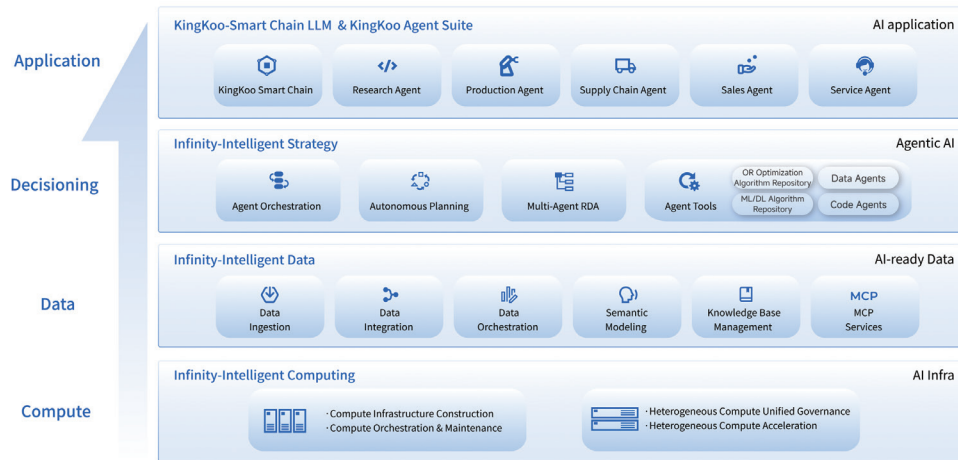 KingKoo-Smart Chain LLM & KingKoo Agent Suite
AI application
Application
KingKoo Smart Chain
Research Agent
Production Agent
Supply Chain Agent
Sales Agent
Service Agent
Infinity-Intelligent Strategy
Agentic AI
Decisioning
Agent Orchestration
Autonomous Planning
Multi-Agent RDA
Agent Tools
OR Optimization
Algorithm Repository
Data Agents
ML/DL Algorithm
Repository
Code Agents
Infinity-Intelligent Data
AI-ready Data
Data
Data
Ingestion
Data
Integration
Data
Orchestration
Semantic
Modeling
Knowledge Base
Management
MCP
MCP
Services
Infinity-Intelligent Computing
AI Infra
Compute
· Compute Infrastructure Construction
· Compute Orchestration & Maintenance
· Heterogeneous Compute Unified Governance
· Heterogeneous Compute Acceleration